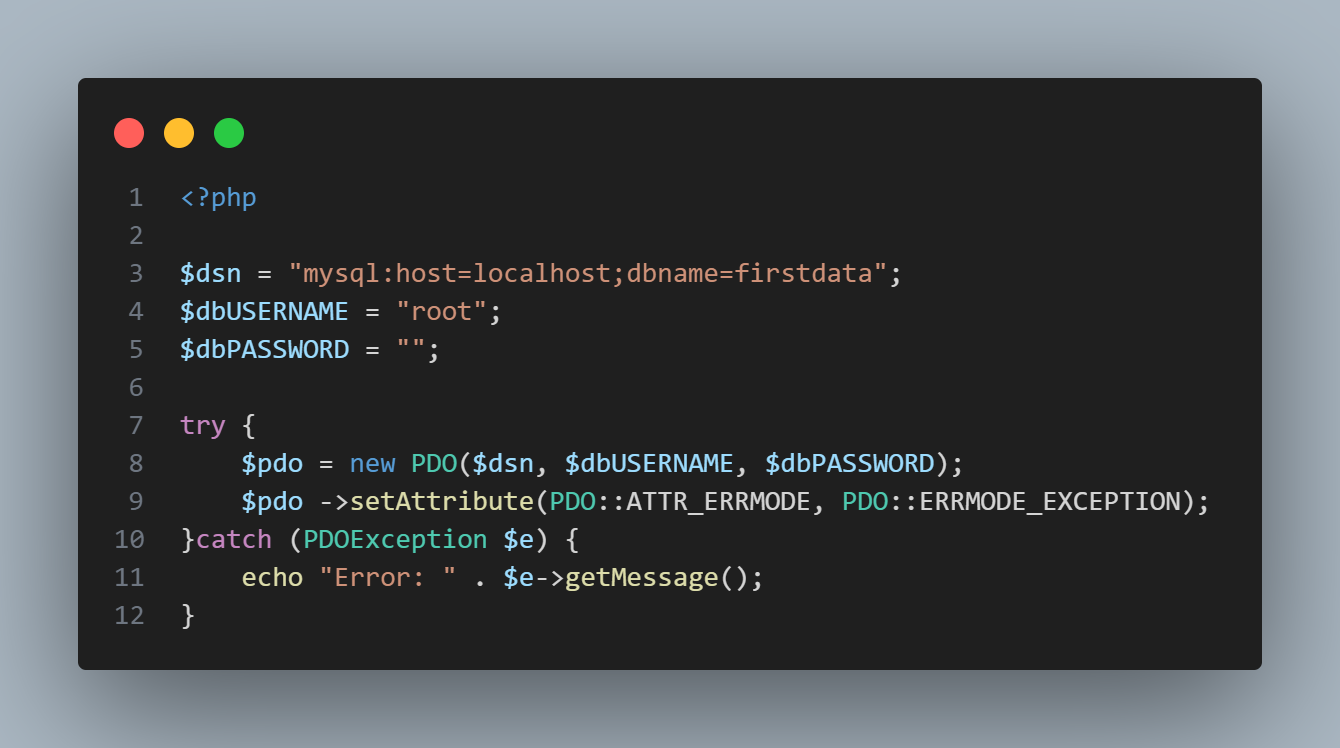 1 <?php
2
3 $dsn = "mysql:host=localhost;dbname=firstdata";
4 $dbUSERNAME = "root";
5 $dbPASSWORD = "";
6
7 try {
8     $pdo = new PDO($dsn, $dbUSERNAME, $dbPASSWORD);
9     $pdo ->setAttribute(PDO::ATTR_ERRMODE, PDO::ERRMODE_EXCEPTION);
10 }catch (PDOException $e) {
11     echo "Error: " . $e->getMessage();
12 }